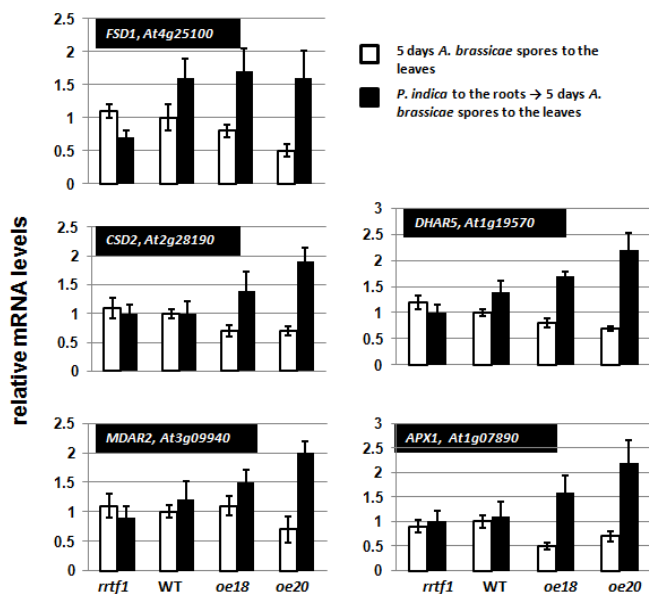 FSD1, At4g25100
2.5
2
1.5
1
0.5
0
5 days A. brassicae spores to the
leaves
P. indica to the roots → 5 days A.
brassicae spores to the leaves
relative mRNA levels
CSD2, At2g28190
2.5
2
1.5
1
0.5
0
DHAR5, At1g19570
3
2.5
2
1.5
1
0.5
0
MDAR2, At3g09940
2.5
2
1.5
1
0.5
0
rrtf1 WT oe18 oe20
APX1, At1g07890
3
2.5
2
1.5
1
0.5
0
rrtf1 WT oe18 oe20